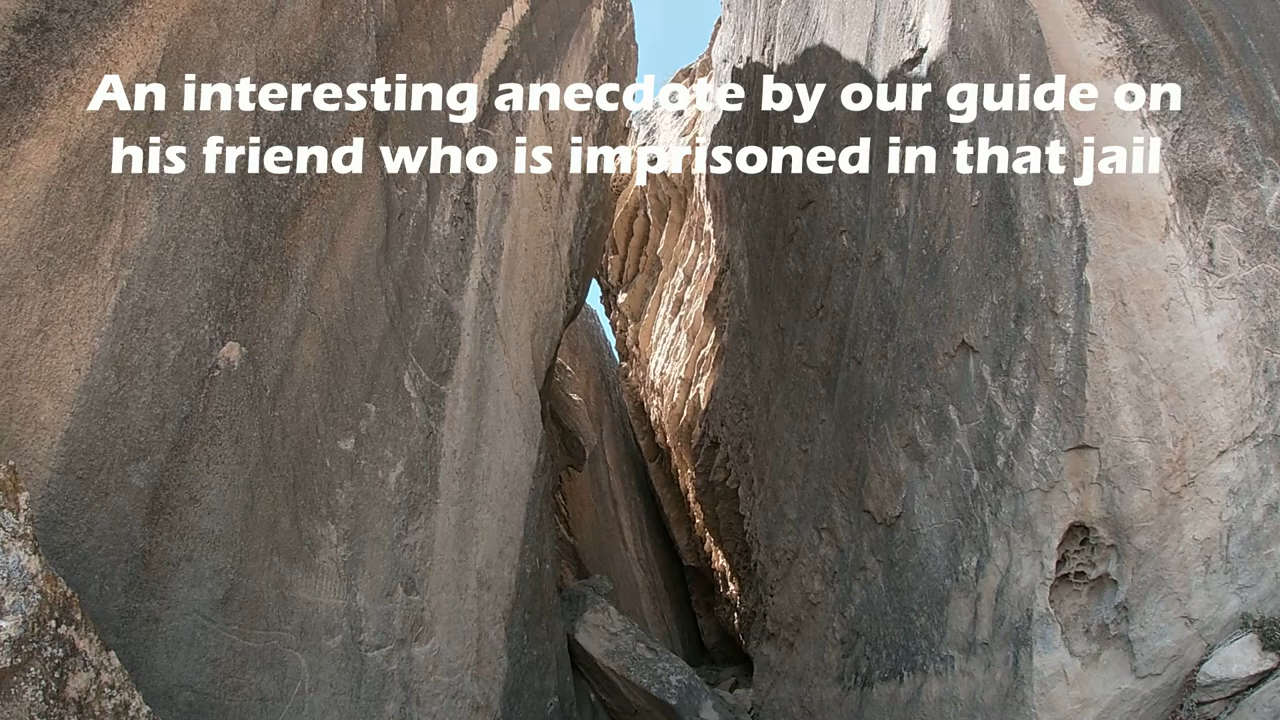 An interesting anecdote by our guide on
his friend who is imprisoned in that jail